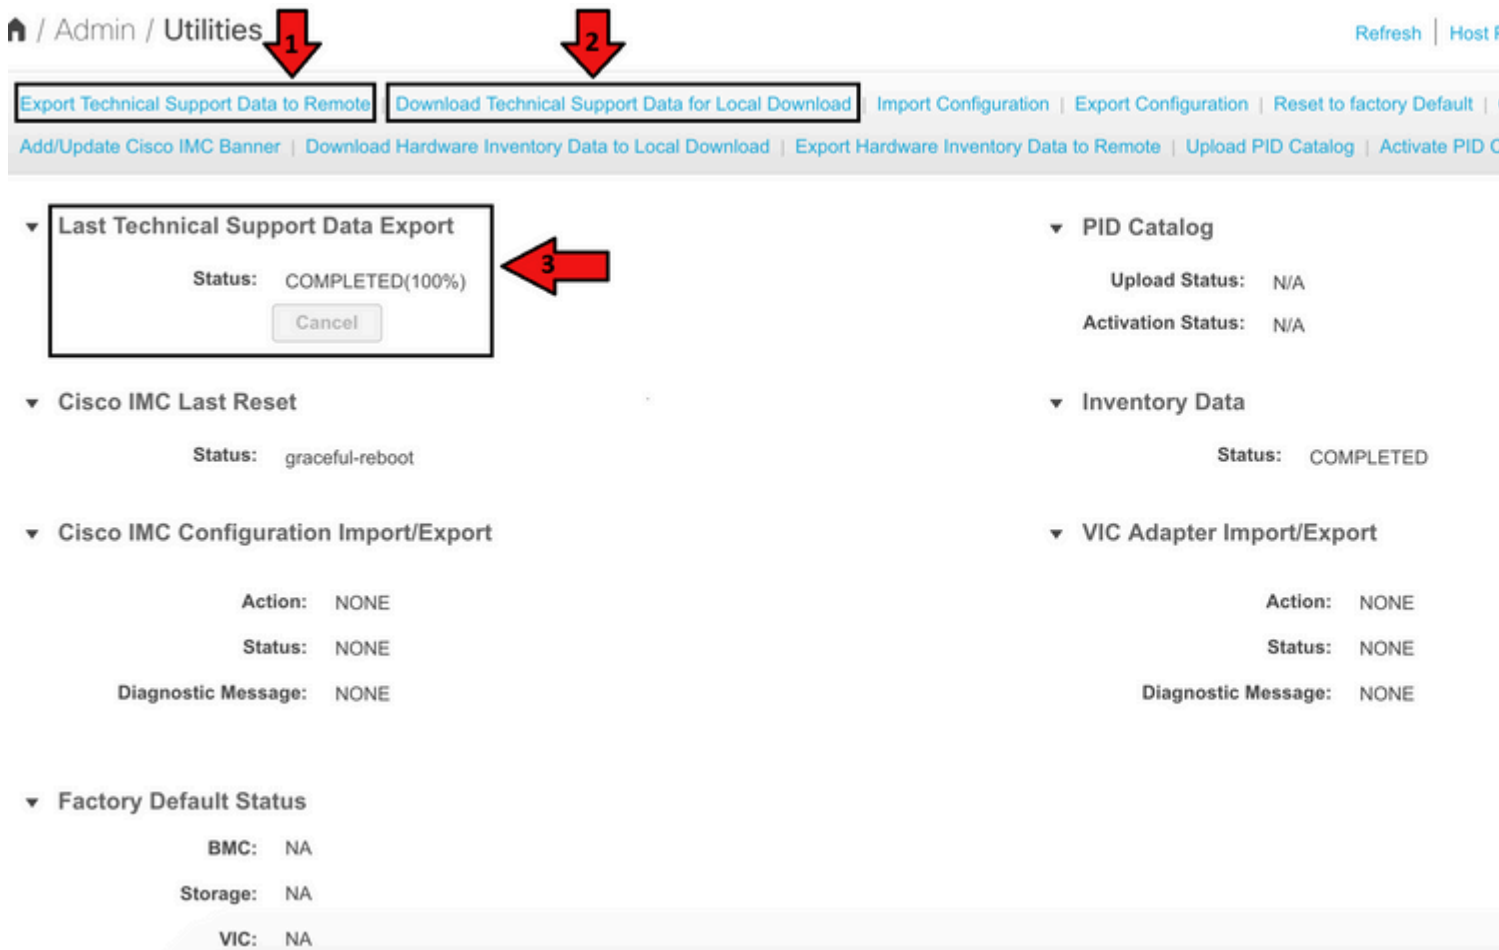 / Admin / Utilities
1
2
Refresh | Host
Export Technical Support Data to Remote | Download Technical Support Data for Local Download | Import Configuration | Export Configuration | Reset to factory Default |
Add/Update Cisco IMC Banner | Download Hardware Inventory Data to Local Download | Export Hardware Inventory Data to Remote | Upload PID Catalog | Activate PID
Last Technical Support Data Export
Status: COMPLETED(100%)
Cancel
3
PID Catalog
Upload Status: N/A
Activation Status: N/A
Cisco IMC Last Reset
Status: graceful-reboot
Inventory Data
Status: COMPLETED
Cisco IMC Configuration Import/Export
Action: NONE
Status: NONE
Diagnostic Message: NONE
VIC Adapter Import/Export
Action: NONE
Status: NONE
Diagnostic Message: NONE
Factory Default Status
BMC: NA
Storage: NA
VIC: NA